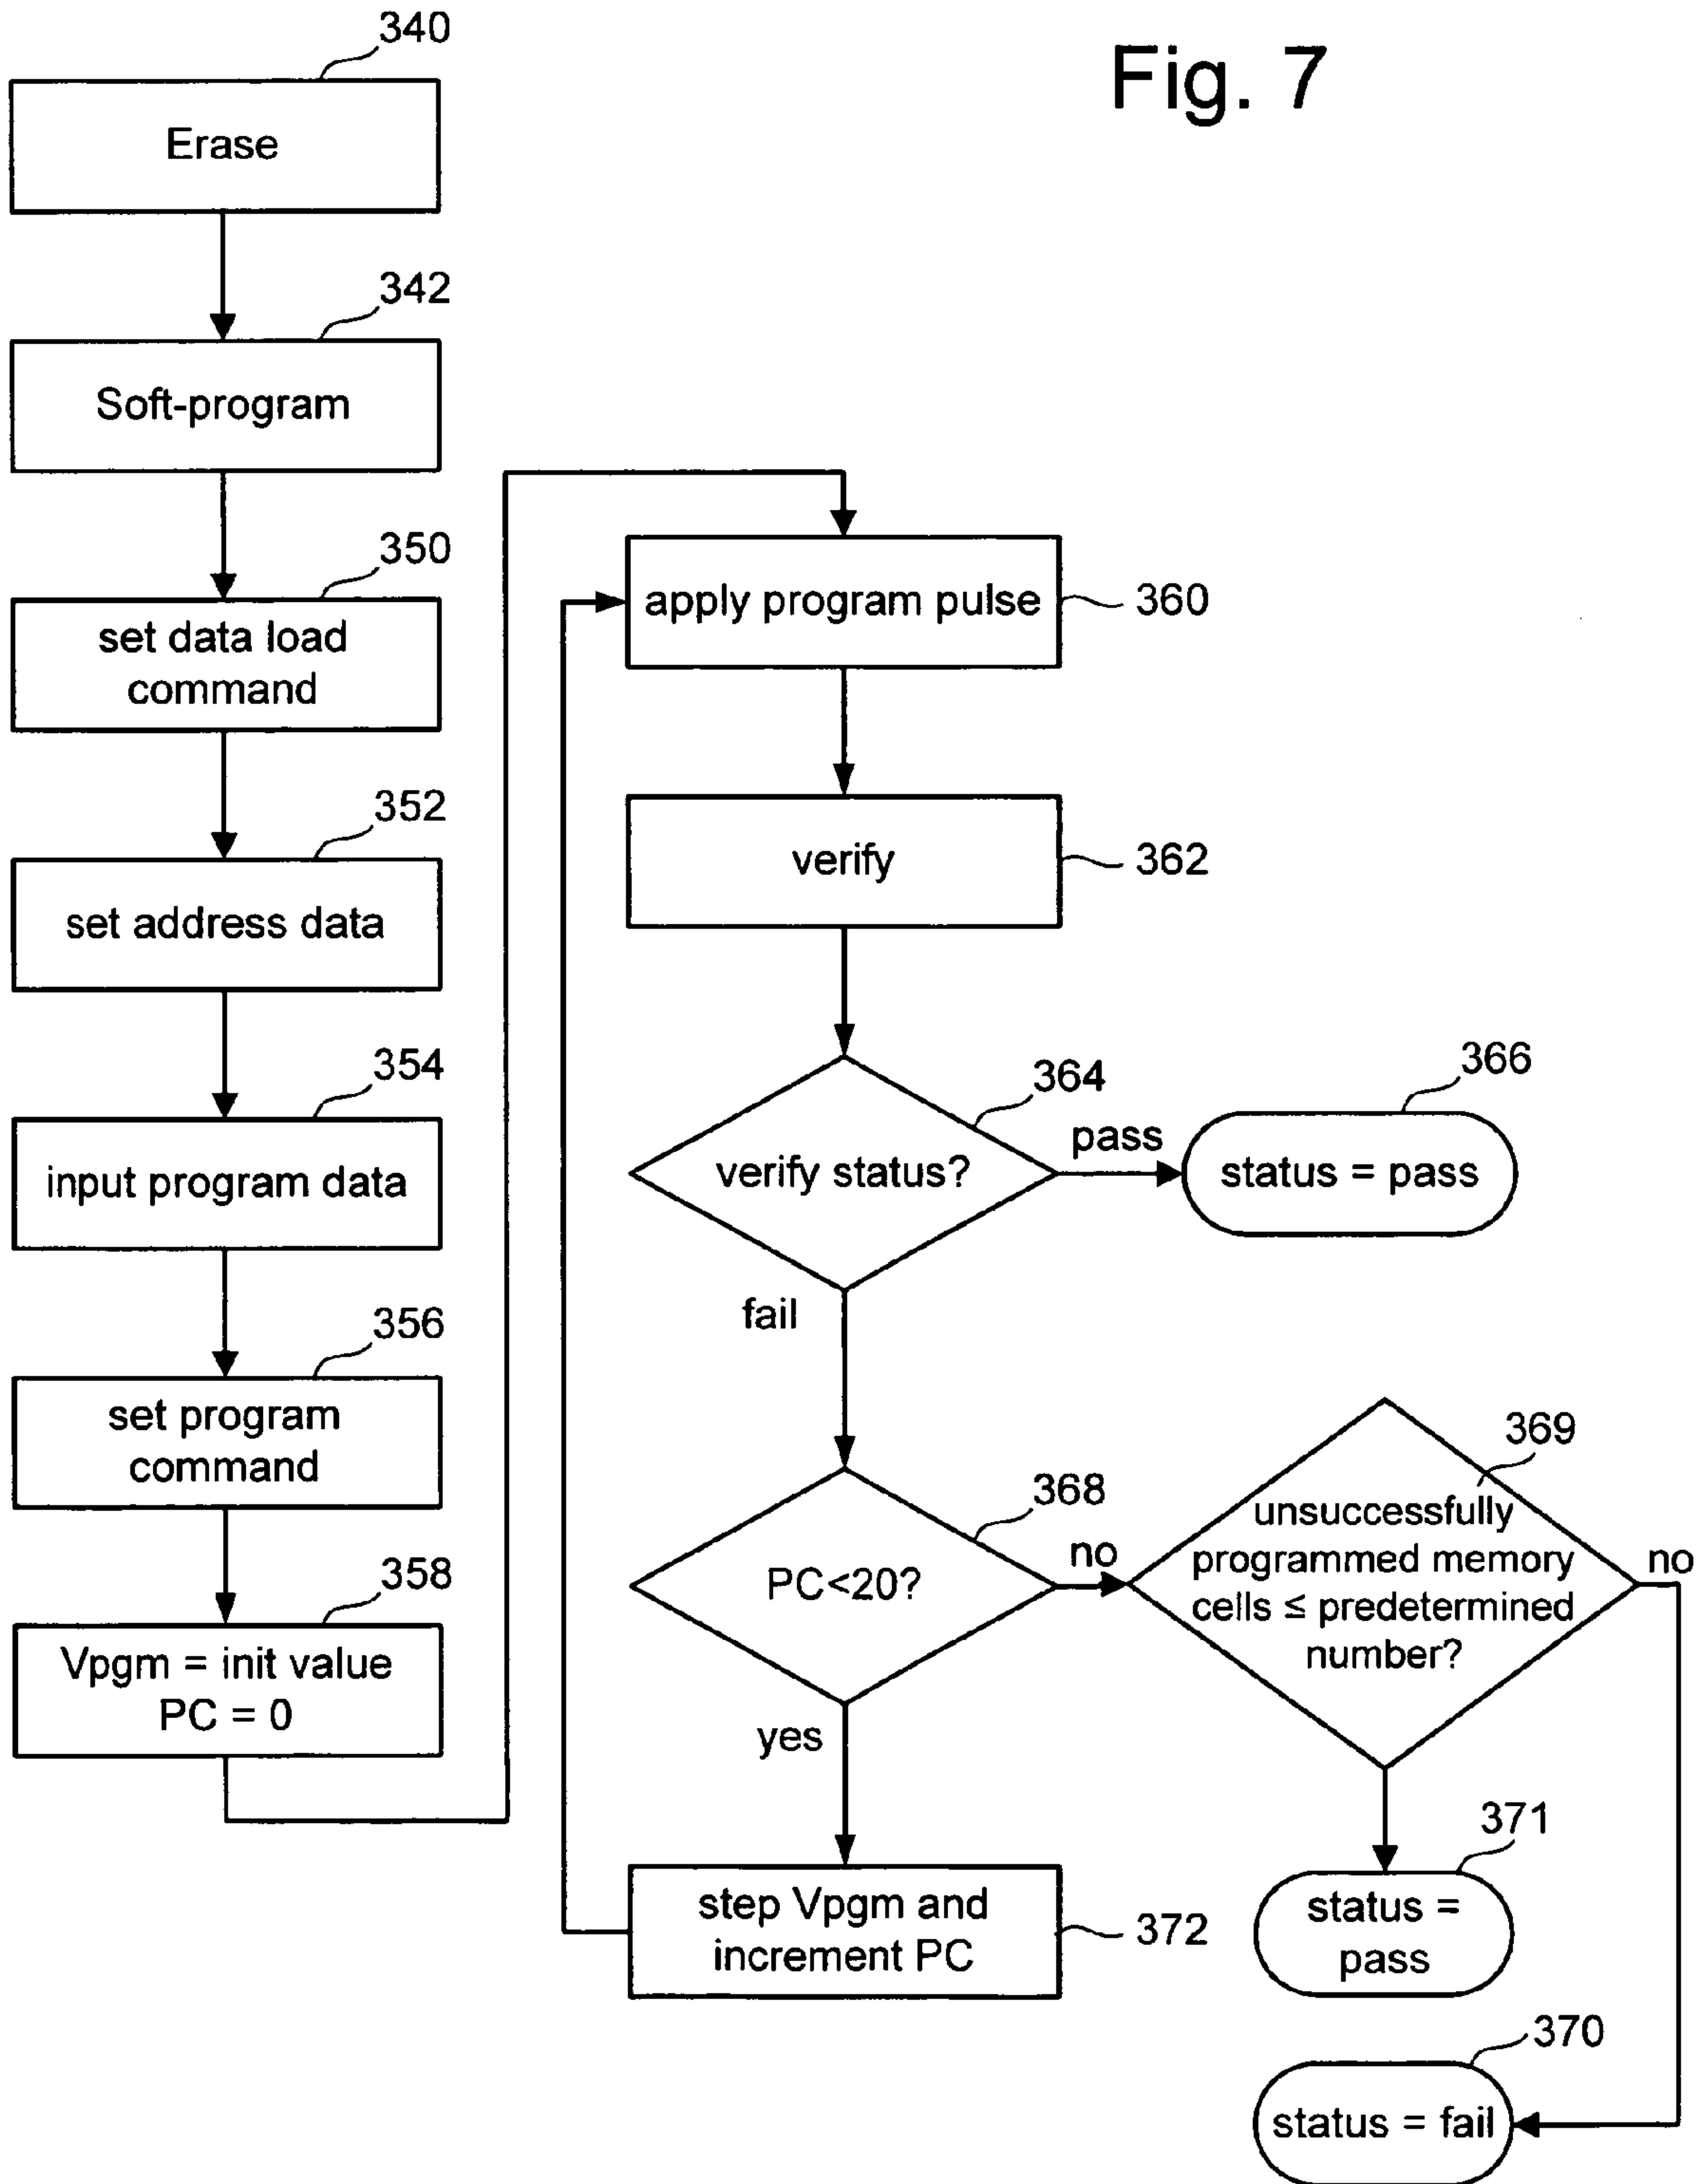 Fig. 7
340
Erase
342
Soft-program
350
set data load
command
352
set address data
354
input program data
356
set program
command
358
Vpgm = init value
PC = 0
apply program pulse
360
verify
362
364
verify status?
pass
366
status = pass
fail
368
PC<20?
no
369
unsuccessfully
programmed memory
cells ≤ predetermined
number?
no
yes
371
status =
pass
step Vpgm and
increment PC
372
370
status = fail